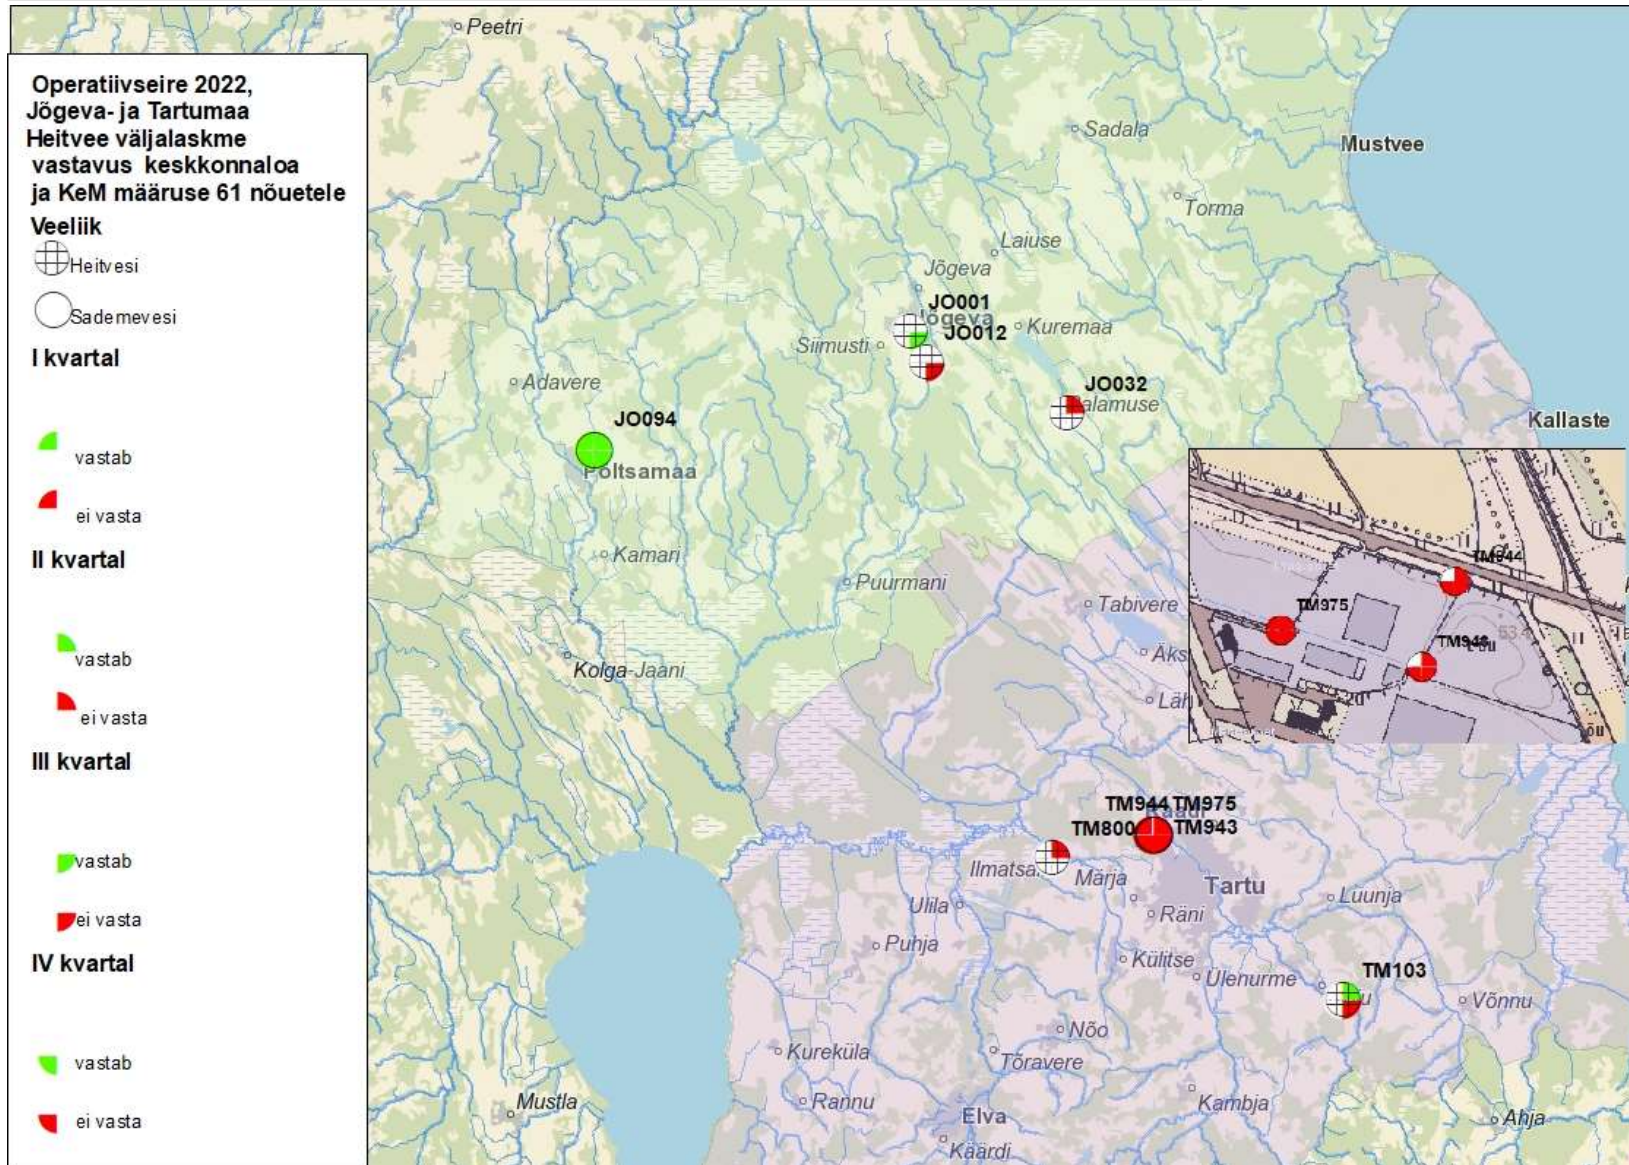 Operatiivseire 2022,
Jõgeva- ja Tartumaa
Heitvee väljalaskme
vastavus keskkonnaloa
ja KeM määruse 61 nõuetele
Veeliik
Heitvesi
Sademevesi
I kvartal
vastab
ei vasta
II kvartal
vastab
ei vasta
III kvartal
vastab
ei vasta
IV kvartal
vastab
ei vasta
Peetri
Sadala
Mustvee
Torma
Laiuse
Jõgeva
JO001
Jõgeva
JO012
Kuremaa
Siimusti
Adavere
JO032
JO094
Kallaste
Põltsamaa
Kamari
Puurmani
Tabivere
Kolga-Jaani
TM944
TM975
TM944 TM975
TM800
TM943
Märja
Tartu
Ulila
Räni
Luunja
Puhja
Külitse
Ülenurme
TM103
Võnnu
Nõo
Kureküla
Tõravere
Rannu
Kambja
Mustla
Elva
Ahja
Käärdi